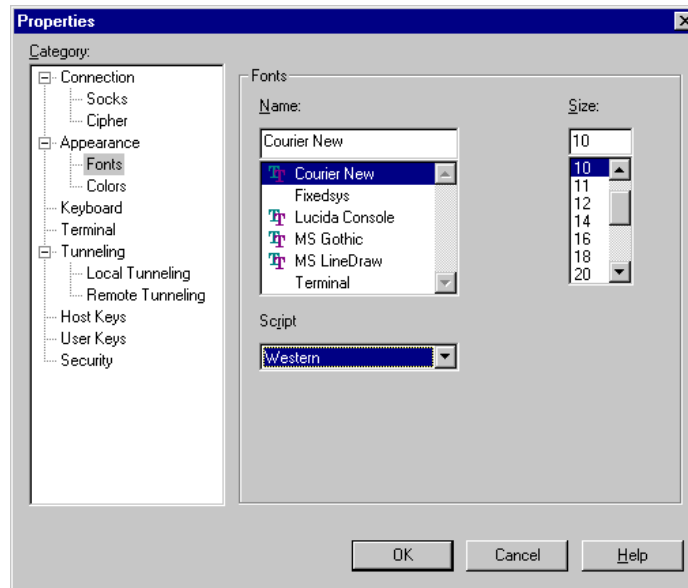 Properties
Category:
Connection
Socks
Cipher
Appearance
Fonts
Colors
Keyboard
Terminal
Tunneling
Local Tunneling
Remote Tunneling
Host Keys
User Keys
Security
Fonts
Name:
Courier New
Courier New
Fixedsys
Lucida Console
MS Gothic
MS LineDraw
Terminal
Size:
10
10
11
12
14
16
18
20
Script
Western
OK
Cancel
Help